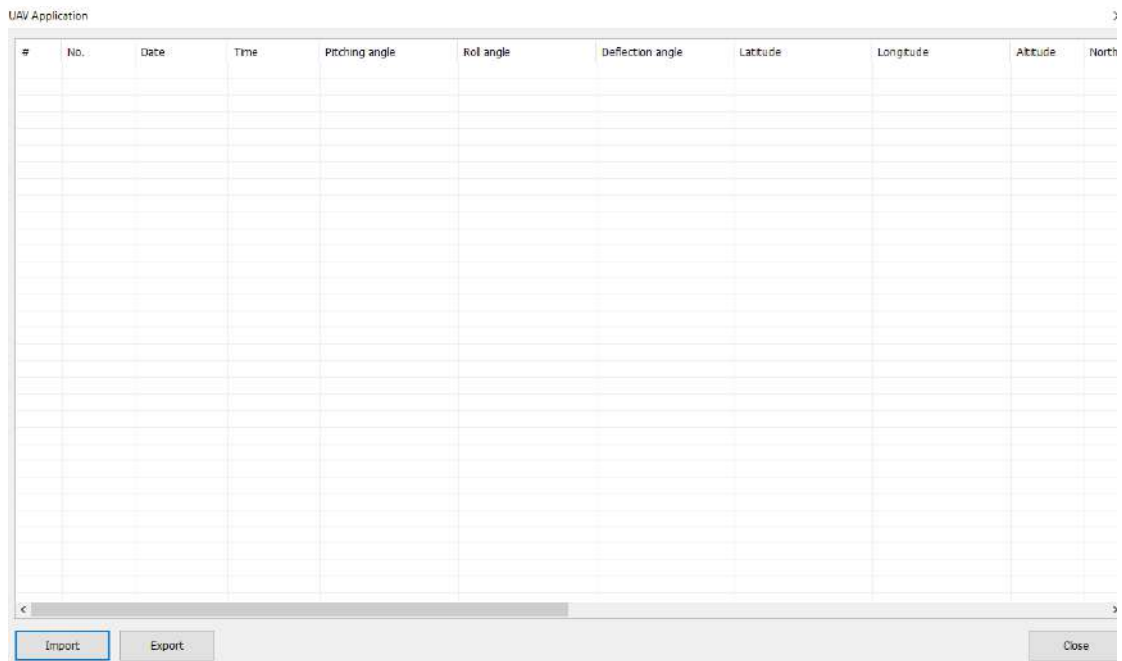 UAV Application
# No. Date Time Pitching angle Roll angle Deflection angle Latitude Longitude Altitude North
Import Export Close